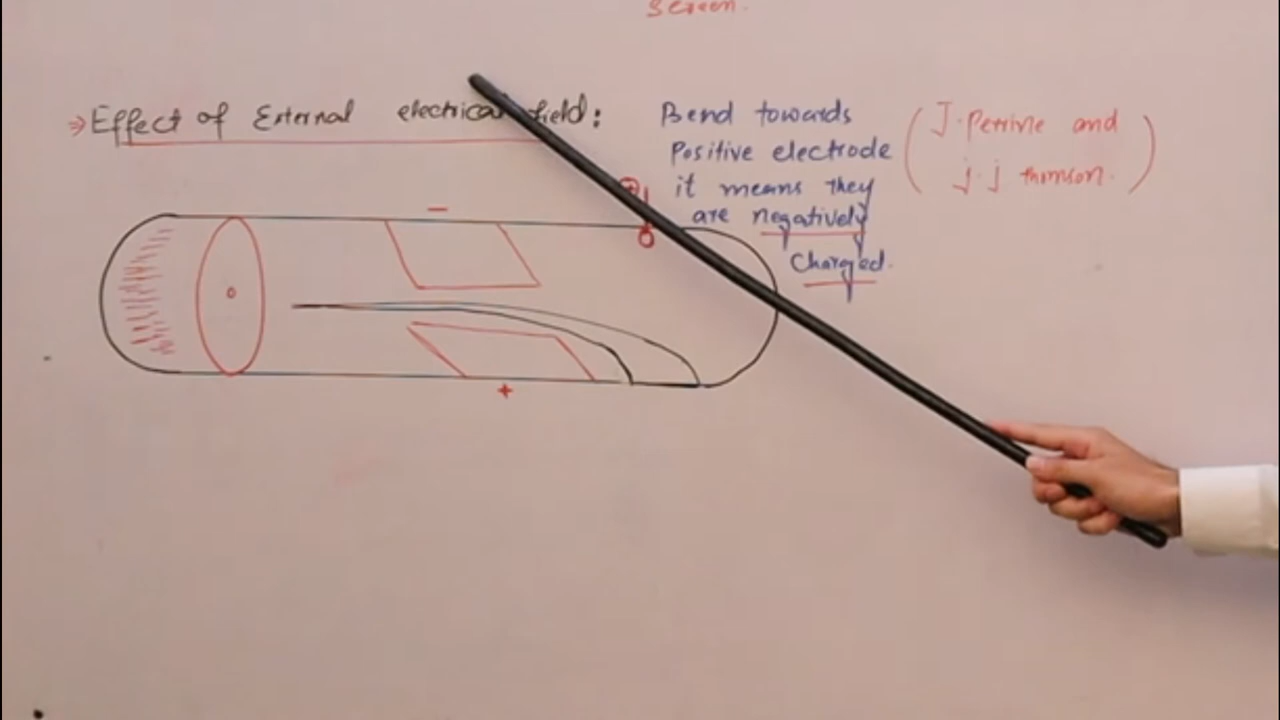 Screen.
⇒ Effect of External electrical field:
Bend towards
Positive electrode
it means they
are negatively
Charged.
(J. Perrine and
j. j thomson.)
−
+
+